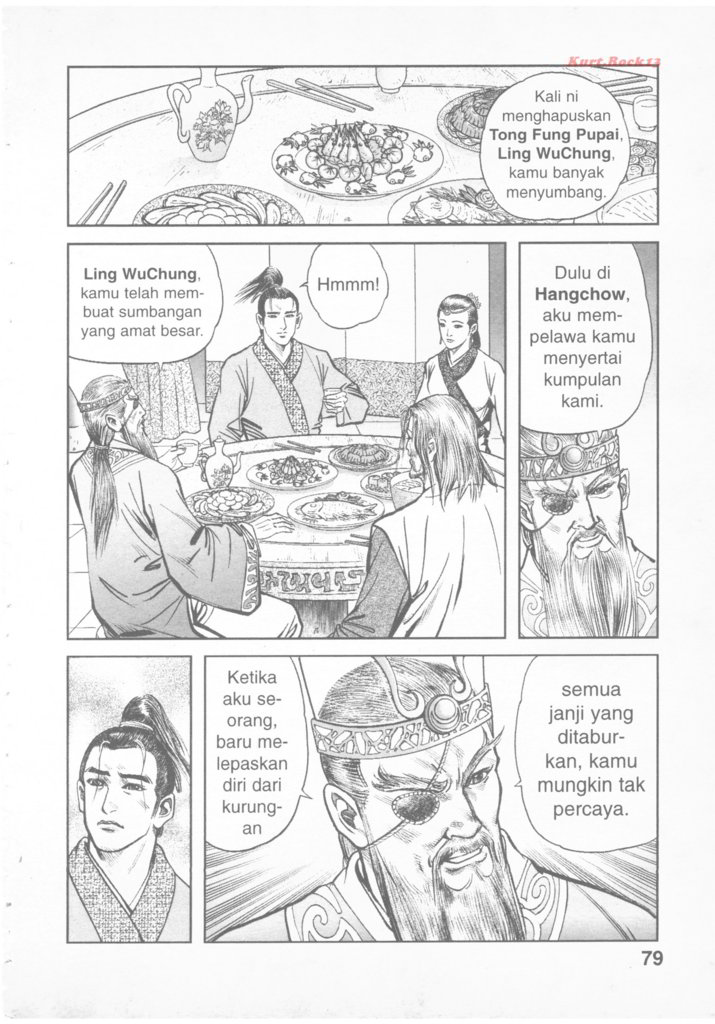 Kurt.Rock13
Kali ni
menghapuskan
Tong Fung Pupai,
Ling WuChung,
kamu banyak
menyumbang.
Ling WuChung,
kamu telah mem-
buat sumbangan
yang amat besar.
Hmmm!
Dulu di
Hangchow,
aku mem-
pelawa kamu
menyertai
kumpulan
kami.
Ketika
aku se-
orang,
baru me-
lepaskan
diri dari
kurung-
an
semua
janji yang
ditabur-
kan, kamu
mungkin tak
percaya.
79